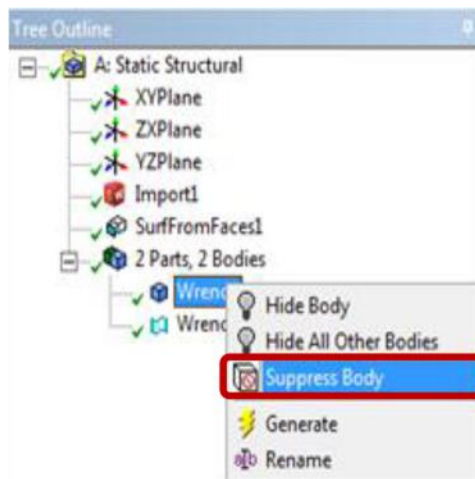 Tree Outline
A: Static Structural
XYPlane
ZXPlane
YZPlane
Import1
SurfFromFaces1
2 Parts, 2 Bodies
Wrenc
Wrenc
Hide Body
Hide All Other Bodies
Suppress Body
Generate
Rename